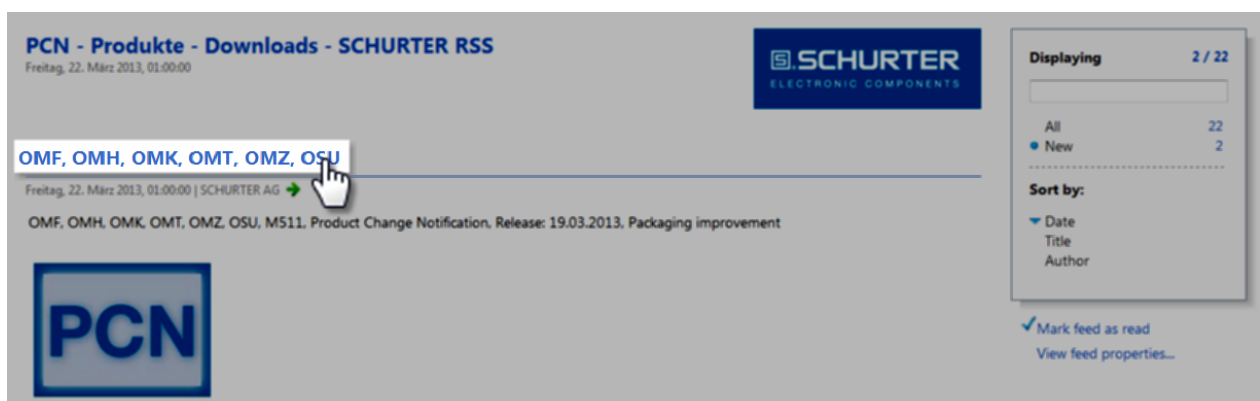 PCN - Produkte - Downloads - SCHURTER RSS
Freitag, 22. März 2013, 01:00:00
SCHURTER
ELECTRONIC COMPONENTS
OMF, OMH, OMK, OMT, OMZ, OSU
Freitag, 22. März 2013, 01:00:00 | SCHURTER AG
OMF, OMH, OMK, OMT, OMZ, OSU, M511, Product Change Notification, Release: 19.03.2013, Packaging improvement
PCN
Displaying 2 / 22
All 22
New 2
Sort by:
Date
Title
Author
Mark feed as read
View feed properties...